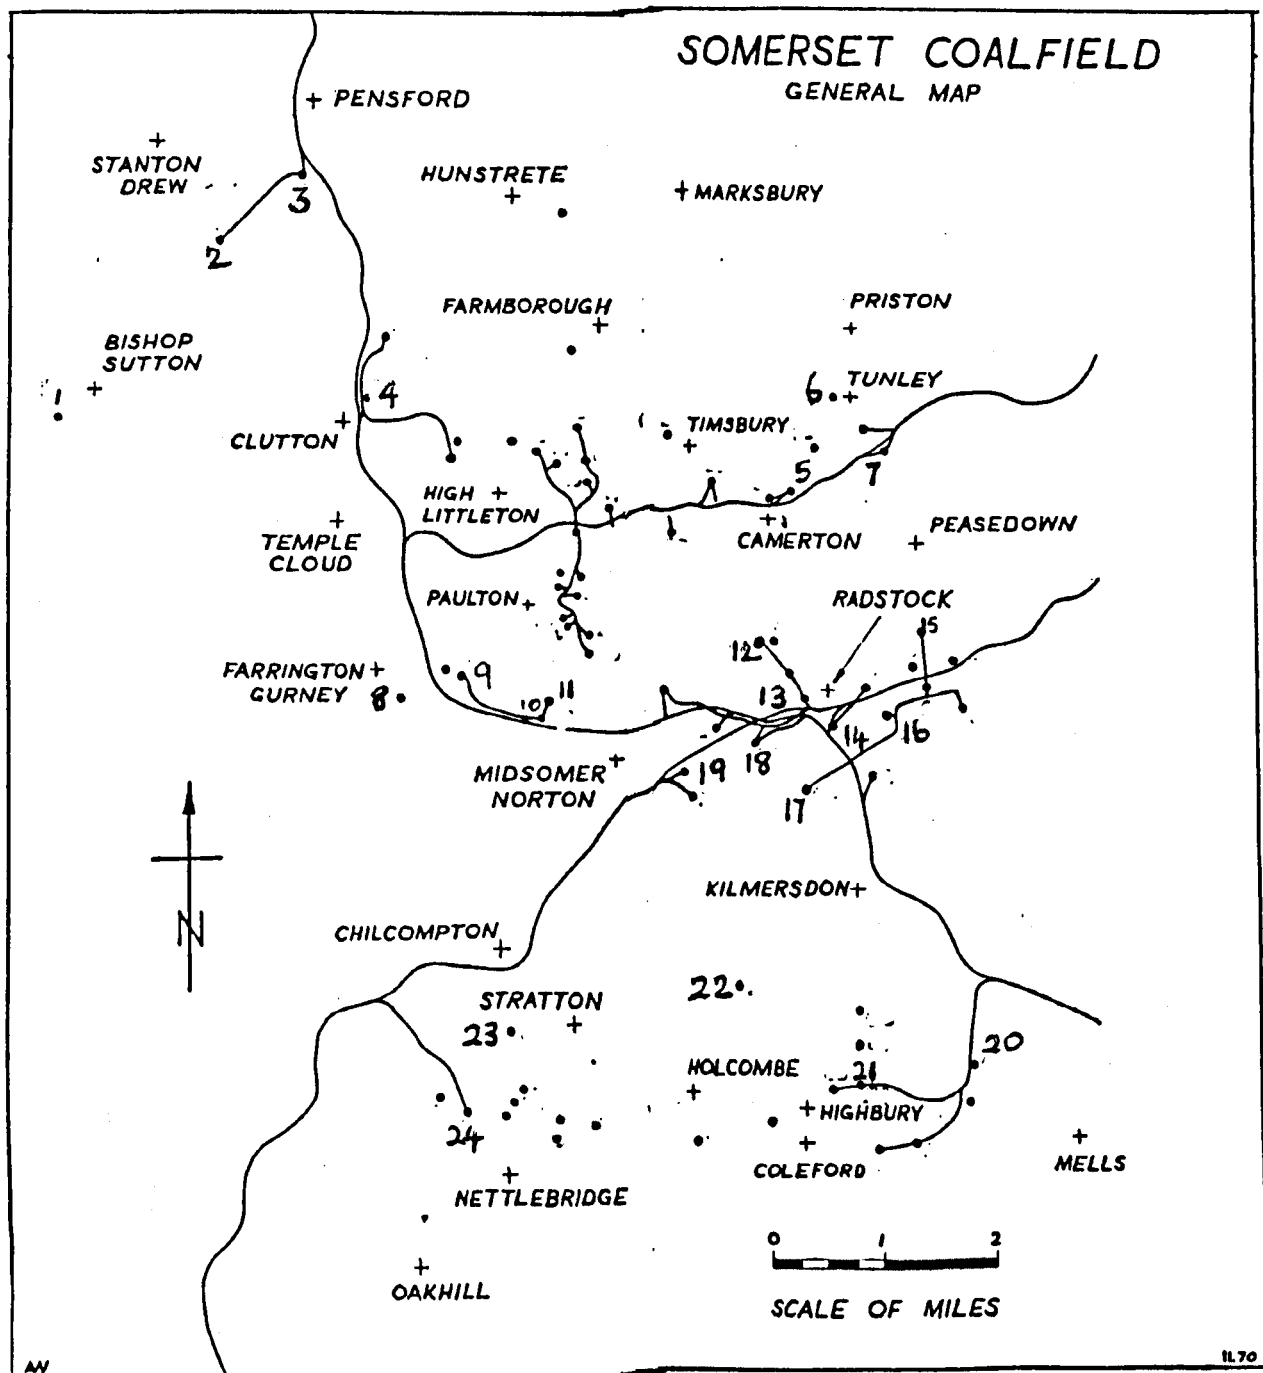 SOMERSET COALFIELD
GENERAL MAP
PENSFORD
STANTON
DREW
HUNSTRETE
MARKSBURY
3
2
FARMBOROUGH
PRISTON
BISHOP
SUTTON
1
4
6
TUNLEY
CLUTTON
TIMSBURY
5
7
HIGH
LITTLETON
CAMERTON
PEASEDOWN
TEMPLE
CLOUD
PAULTON
RADSTOCK
15
12
FARRINGTON
GURNEY
8
9
10
11
13
14
16
18
19
17
MIDSOMER
NORTON
N
KILMERSDON
CHILCOMPTON
STRATTON
22
23
20
HOLCOMBE
21
HIGHBURY
24
COLEFORD
MELLS
NETTLEBRIDGE
0 1 2
OAKHILL
SCALE OF MILES
AW
11.70